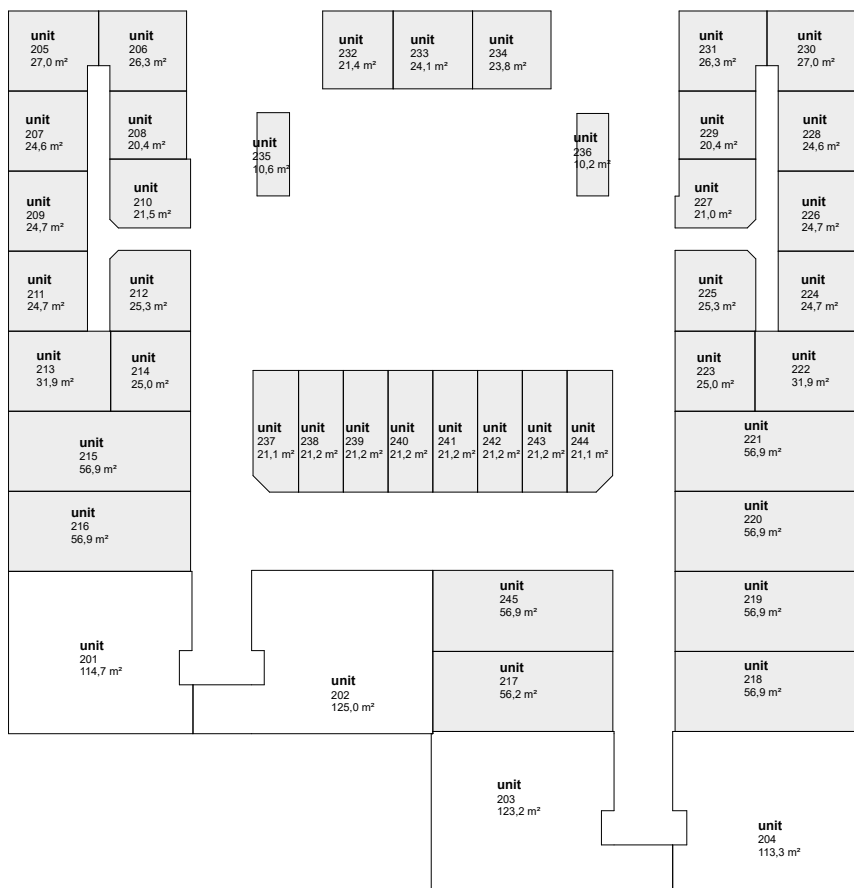 unit
205
27,0 m²
unit
206
26,3 m²
unit
232
21,4 m²
unit
233
24,1 m²
unit
234
23,8 m²
unit
231
26,3 m²
unit
230
27,0 m²
unit
207
24,6 m²
unit
208
20,4 m²
unit
235
10,6 m²
unit
236
10,2 m²
unit
229
20,4 m²
unit
228
24,6 m²
unit
209
24,7 m²
unit
210
21,5 m²
unit
227
21,0 m²
unit
226
24,7 m²
unit
211
24,7 m²
unit
212
25,3 m²
unit
225
25,3 m²
unit
224
24,7 m²
unit
213
31,9 m²
unit
214
25,0 m²
unit
223
25,0 m²
unit
222
31,9 m²
unit
215
56,9 m²
unit
237
21,1 m²
unit
238
21,2 m²
unit
239
21,2 m²
unit
240
21,2 m²
unit
241
21,2 m²
unit
242
21,2 m²
unit
243
21,2 m²
unit
244
21,1 m²
unit
221
56,9 m²
unit
216
56,9 m²
unit
220
56,9 m²
unit
245
56,9 m²
unit
219
56,9 m²
unit
201
114,7 m²
unit
202
125,0 m²
unit
217
56,2 m²
unit
218
56,9 m²
unit
203
123,2 m²
unit
204
113,3 m²